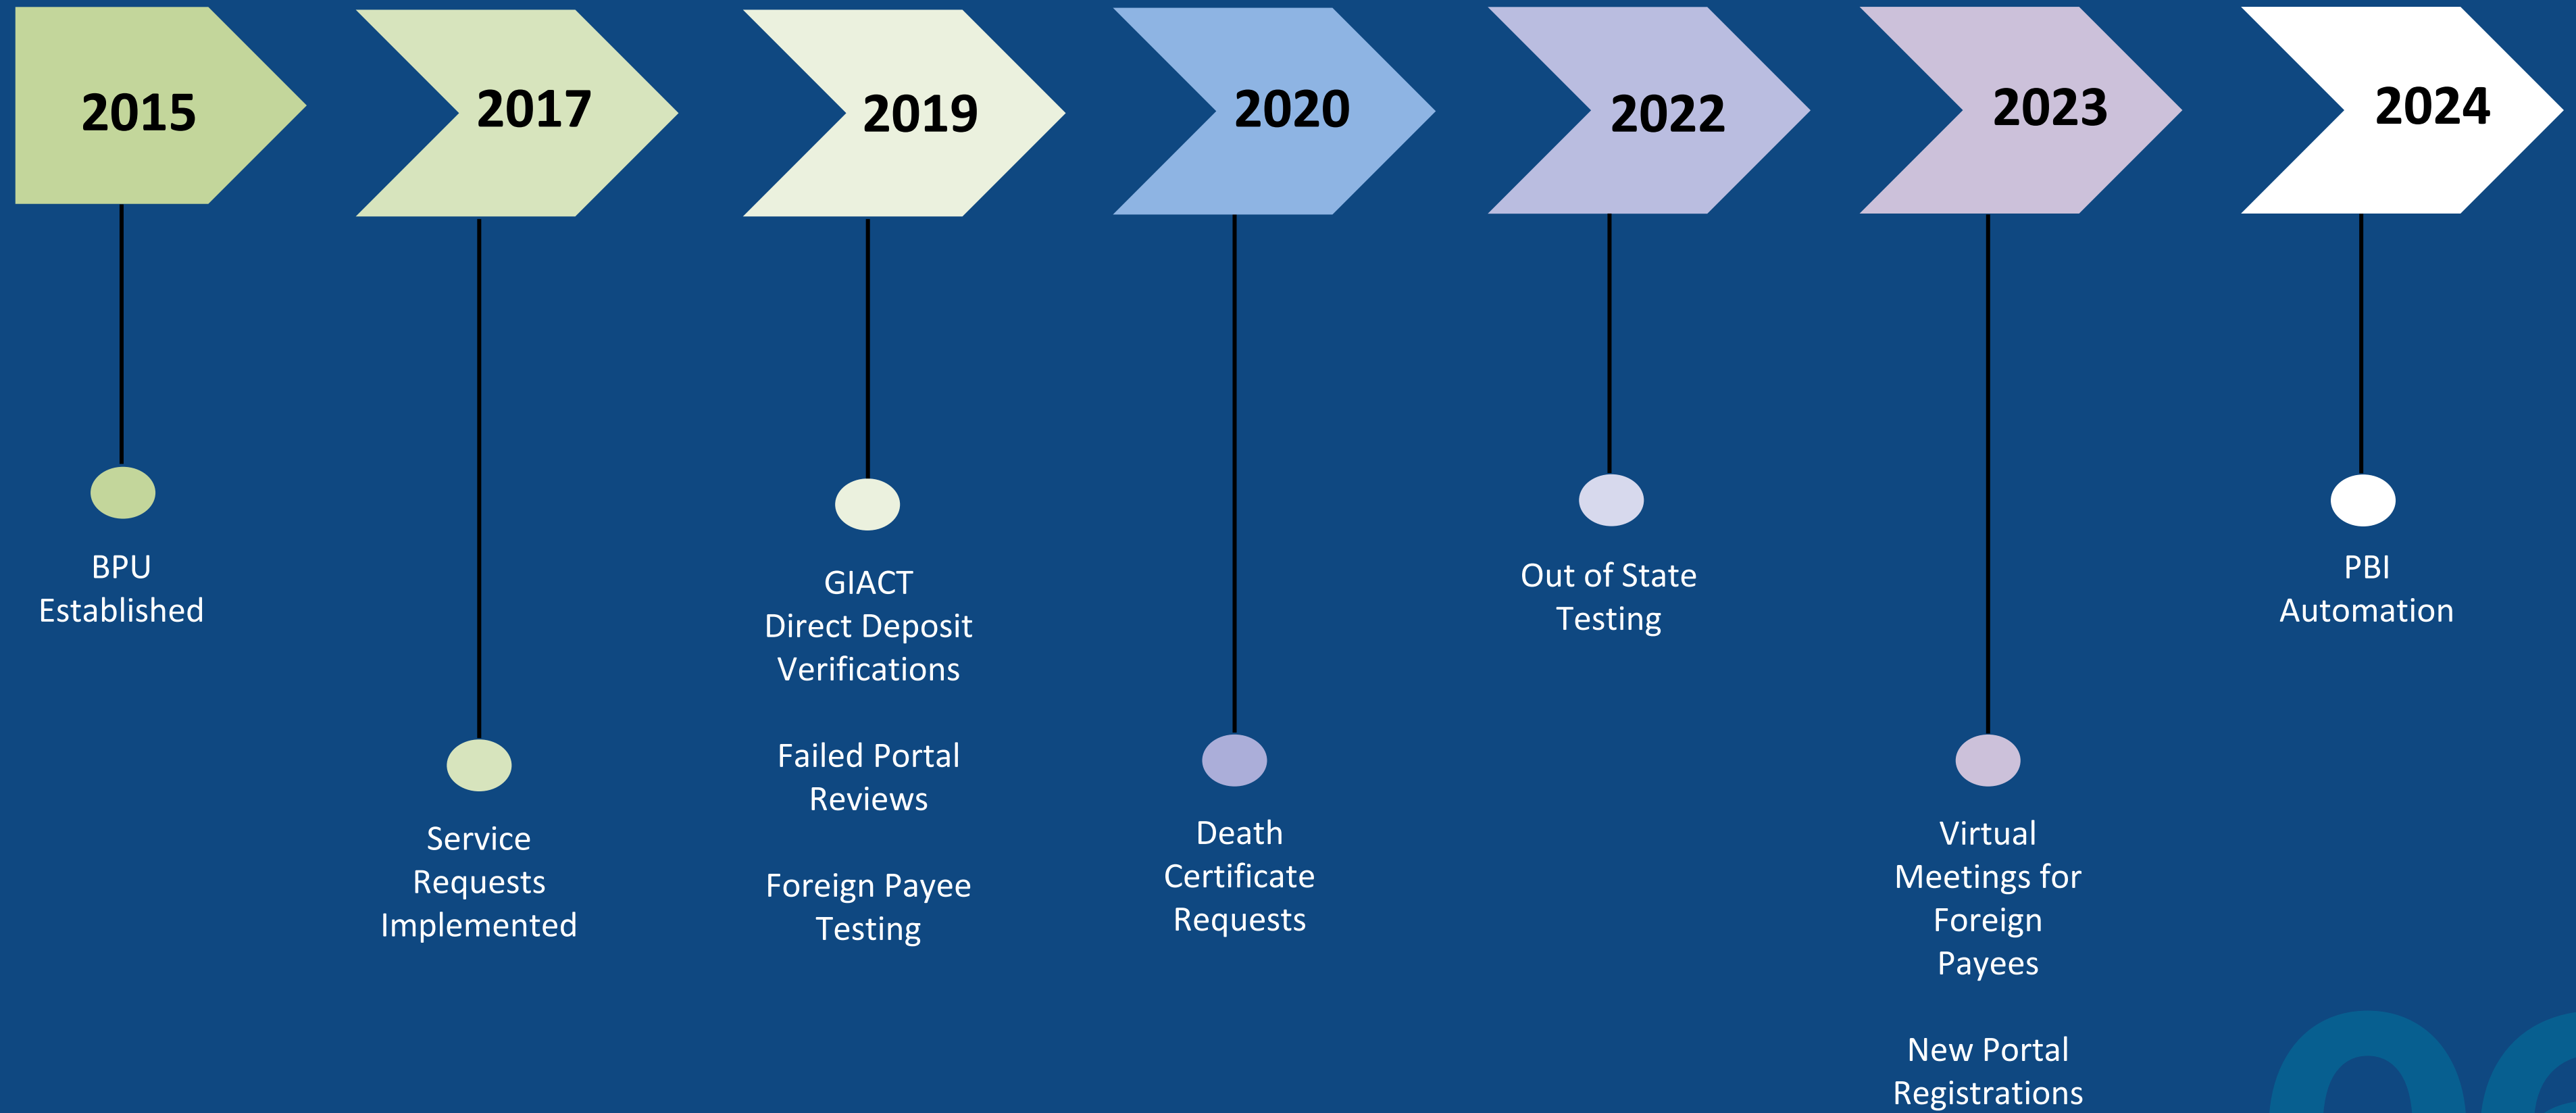 2015
2017
2019
2020
2022
2023
2024
BPU
Established
Service
Requests
Implemented
GIACT
Direct Deposit
Verifications
Failed Portal
Reviews
Foreign Payee
Testing
Death
Certificate
Requests
Out of State
Testing
Virtual
Meetings for
Foreign
Payees
New Portal
Registrations
PBI
Automation